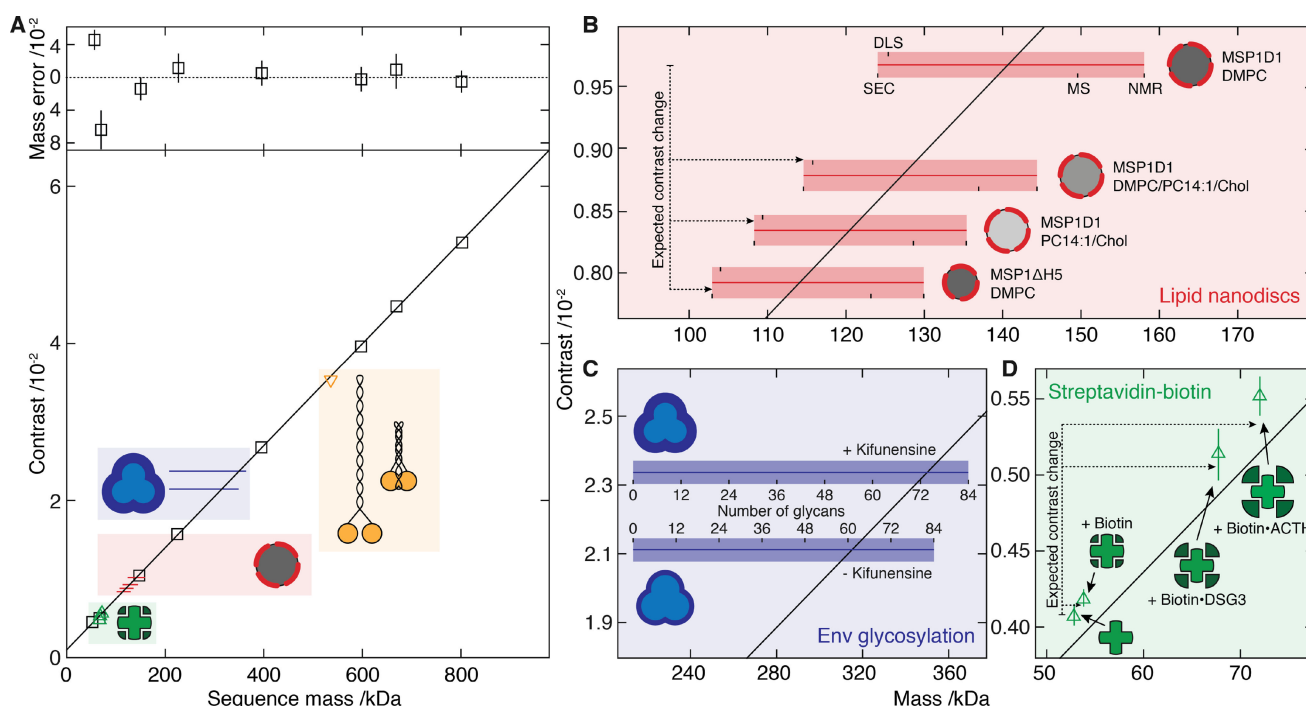 A
Mass error /10⁻²
4
0
4
8
Contrast /10⁻²
6
4
2
0
0
200
400
600
800
Sequence mass /kDa
B
Contrast /10⁻²
0.95
0.90
0.85
0.80
Expected contrast change
DLS
SEC
MS
NMR
MSP1D1
DMPC
MSP1D1
DMPC/PC14:1/Chol
MSP1D1
PC14:1/Chol
MSP1ΔH5
DMPC
Lipid nanodiscs
100
110
120
130
140
150
160
170
C
2.5
2.3
2.1
1.9
+ Kifunensine
0
12
24
36
48
60
72
84
Number of glycans
0
12
24
36
48
60
72
84
- Kifunensine
Env glycosylation
240
280
320
360
Mass /kDa
D
Streptavidin-biotin
0.55
0.50
0.45
0.40
Expected contrast change
+ Biotin
+ Biotin•ACTH
+ Biotin•DSG3
50
60
70